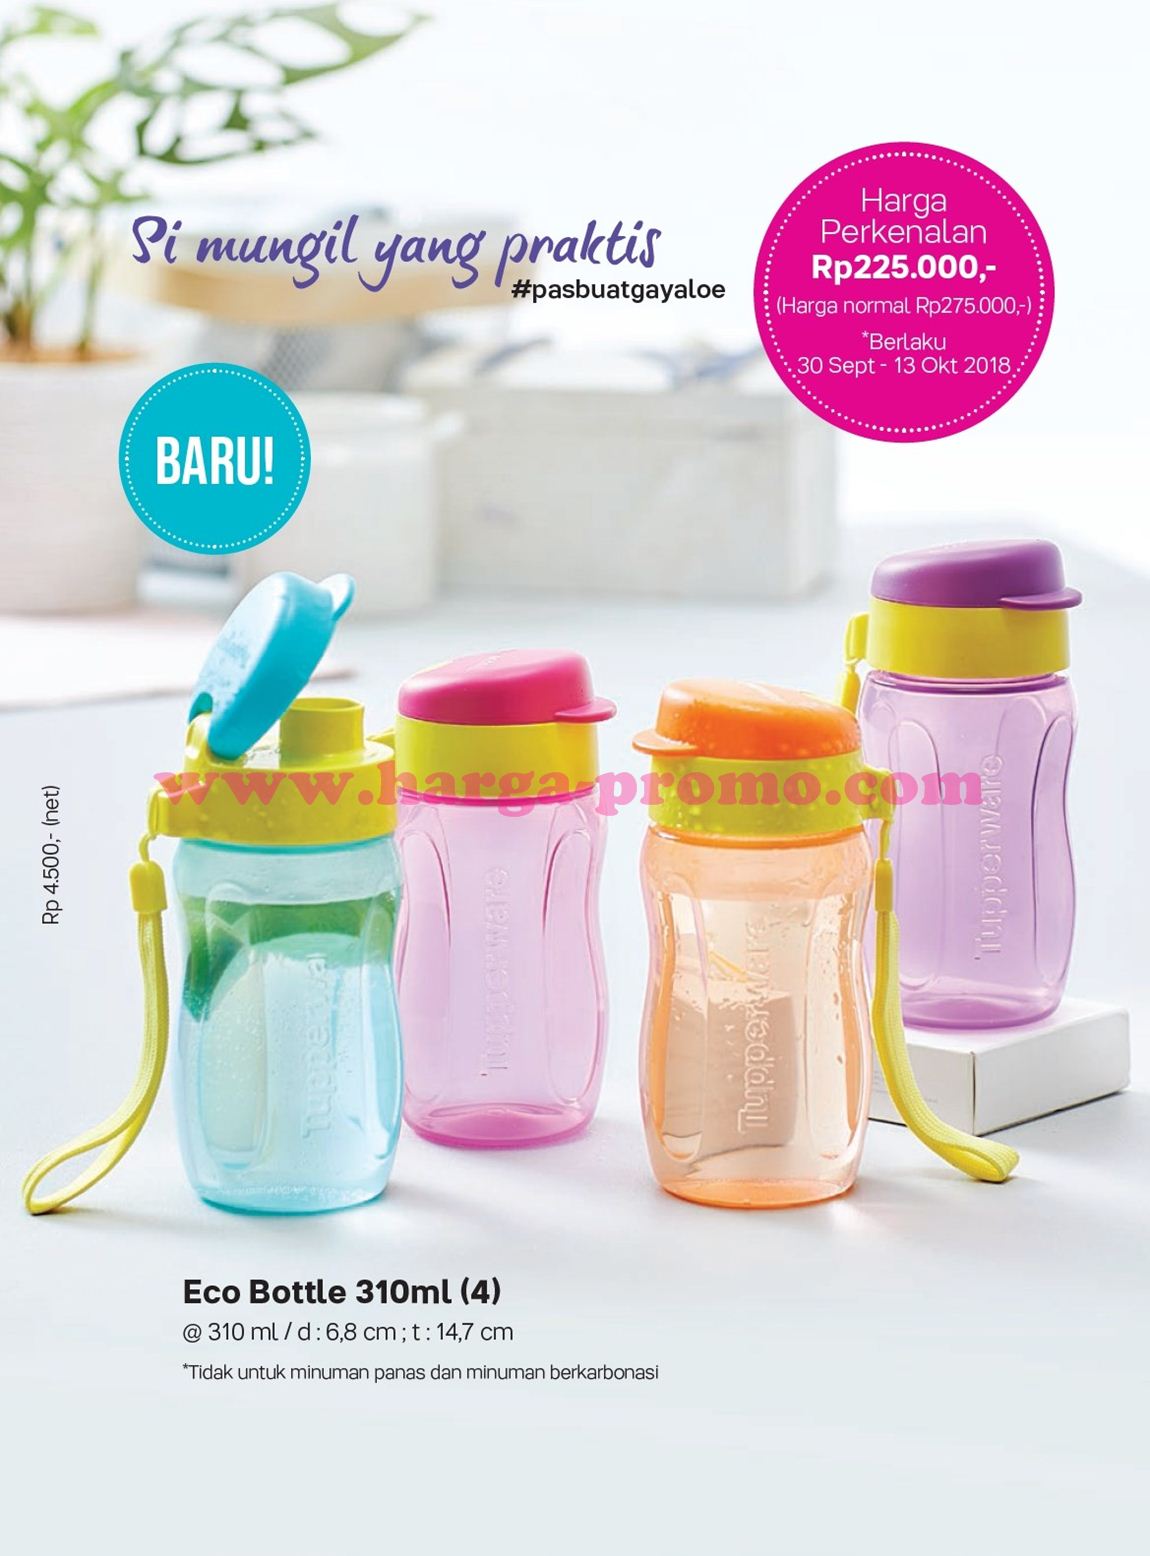 Si mungil yang praktis
#pasbuatgayaloe
Harga
Perkenalan
Rp225.000,-
(Harga normal Rp275.000,-)
*Berlaku
30 Sept - 13 Okt 2018
BARU!
www.harga-promo.com
Tupperware
Tupperware
Tupperware
Tupperware
Rp 4.500,- (net)
Eco Bottle 310ml (4)
@ 310 ml / d : 6,8 cm ; t : 14,7 cm
*Tidak untuk minuman panas dan minuman berkarbonasi